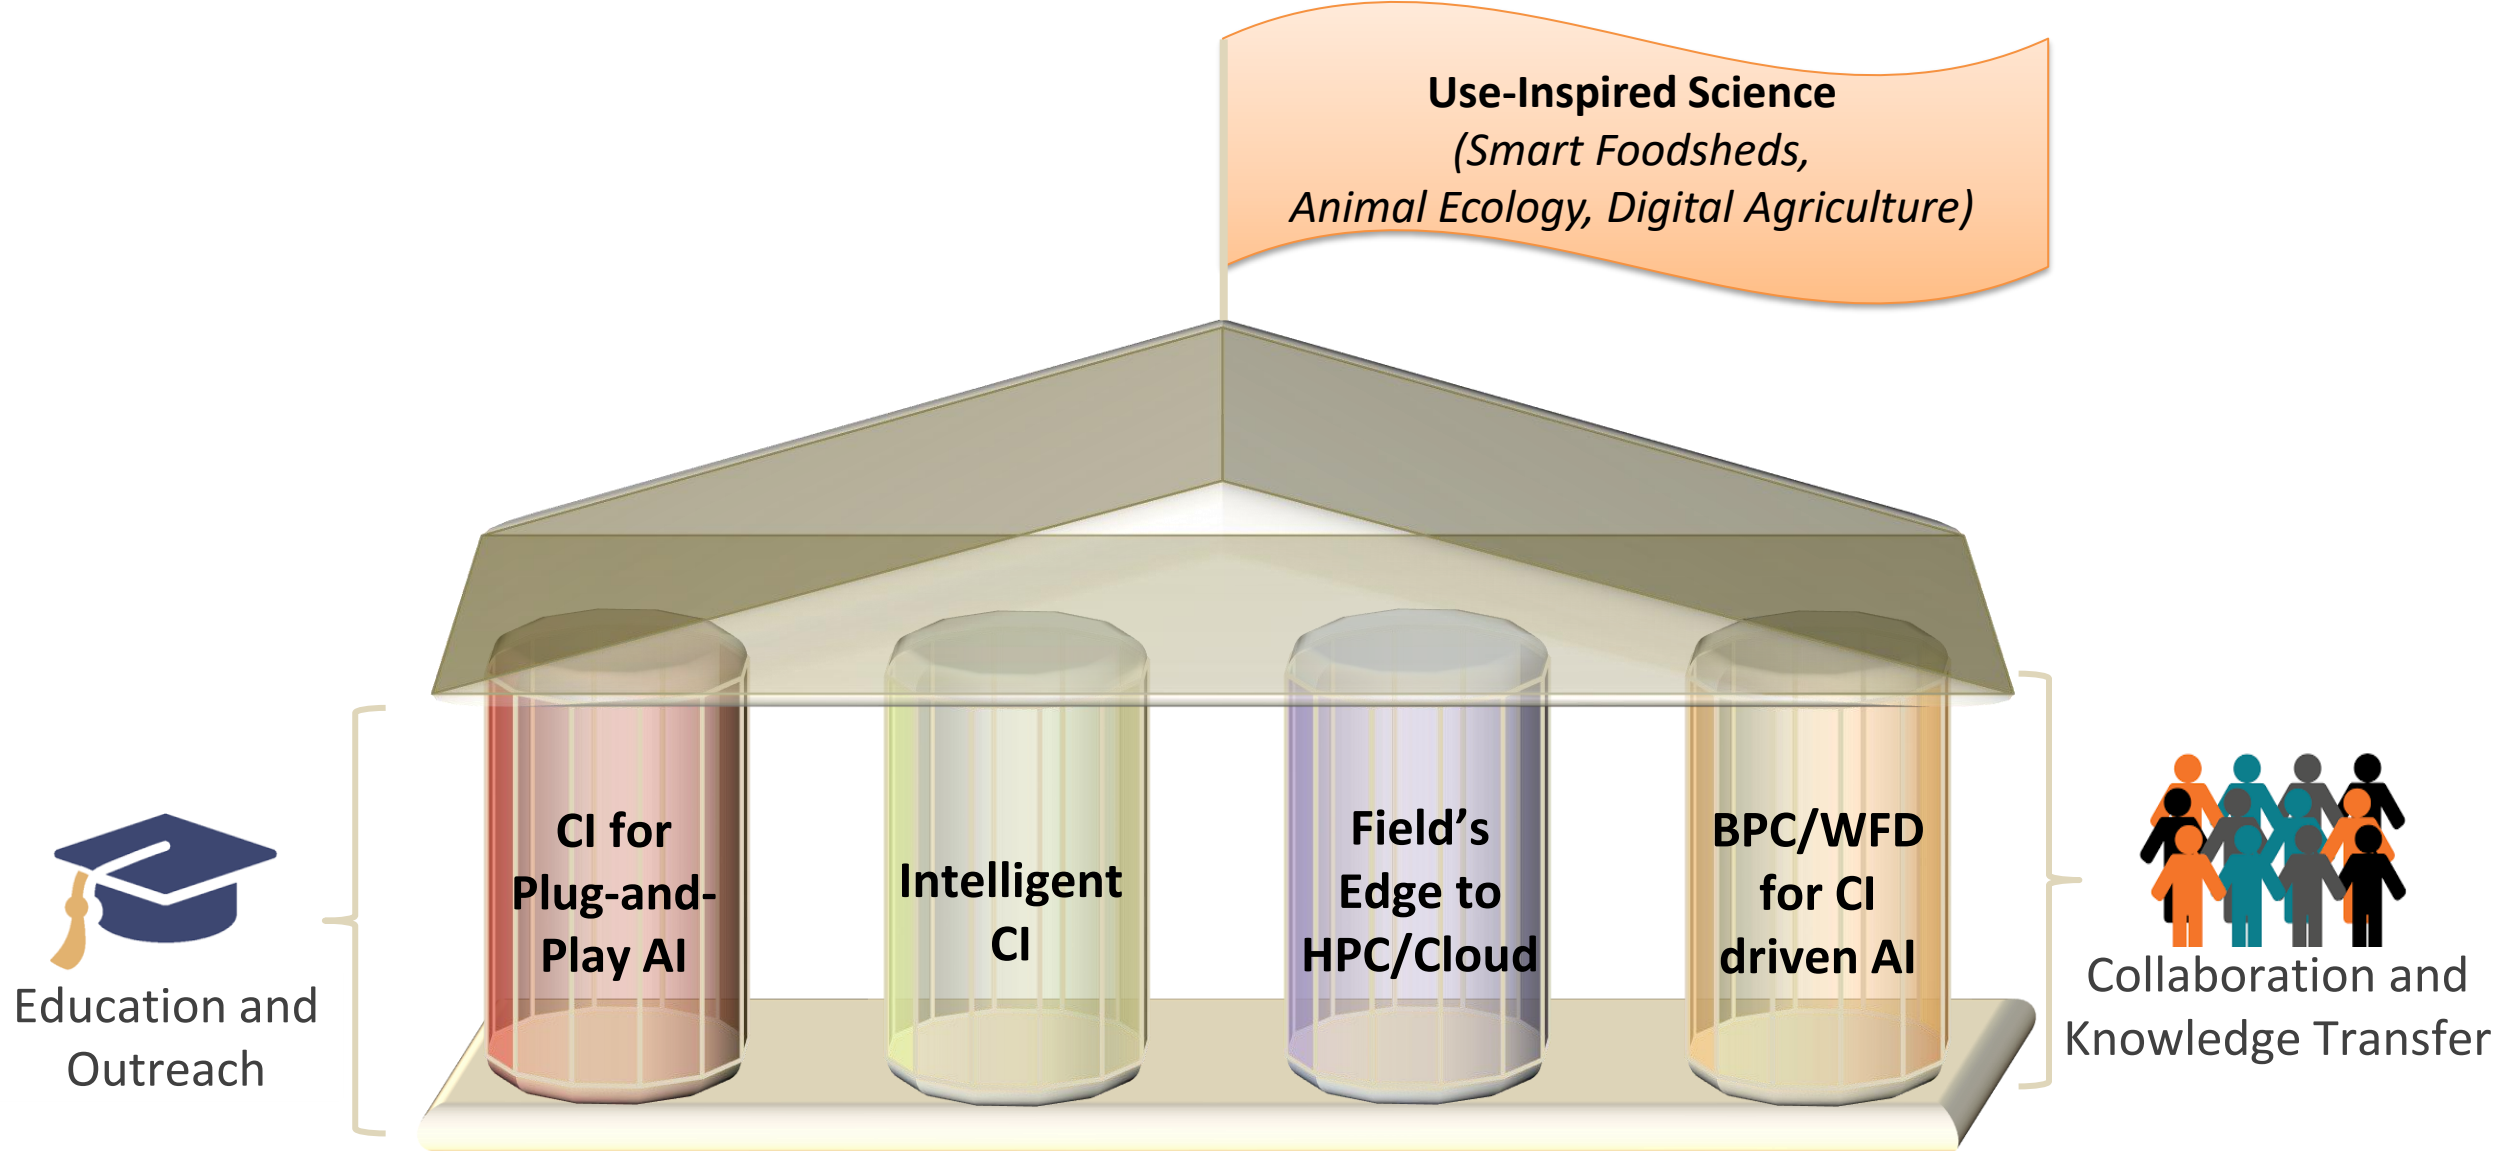 Use-Inspired Science
(Smart Foodsheds,
Animal Ecology, Digital Agriculture)
CI for
Plug-and-
Play AI
Intelligent
CI
Field’s
Edge to
HPC/Cloud
BPC/WFD
for CI
driven AI
Education and
Outreach
Collaboration and
Knowledge Transfer